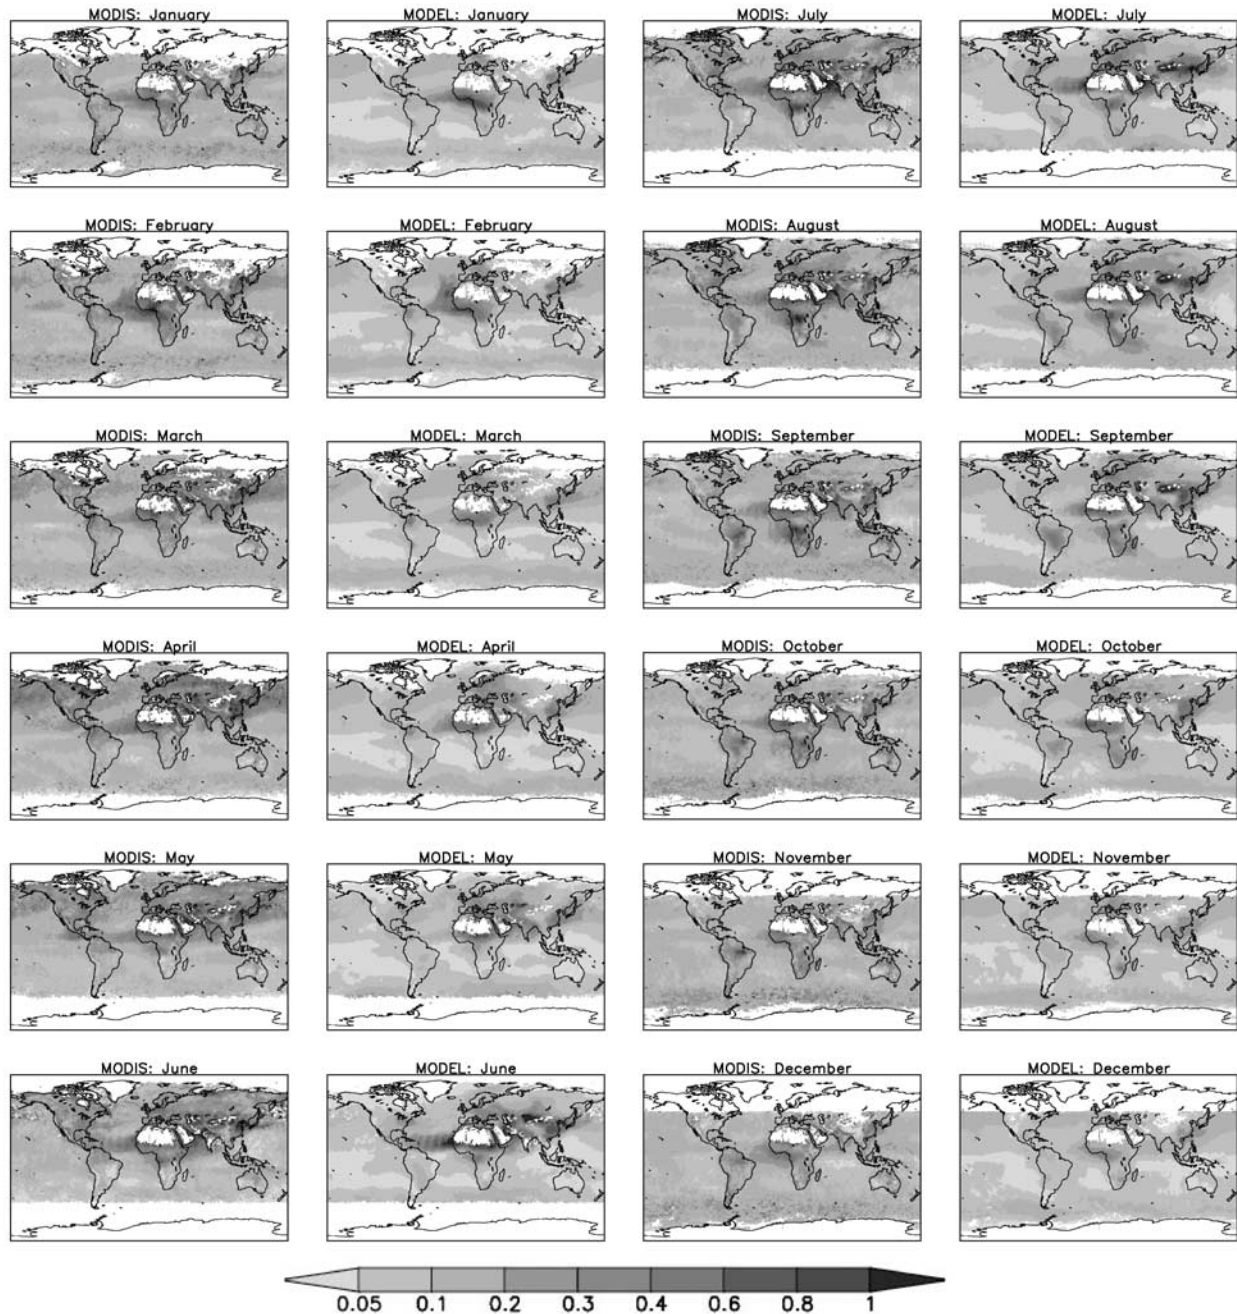 MODIS: January
MODEL: January
MODIS: July
MODEL: July
MODIS: February
MODEL: February
MODIS: August
MODEL: August
MODIS: March
MODEL: March
MODIS: September
MODEL: September
MODIS: April
MODEL: April
MODIS: October
MODEL: October
MODIS: May
MODEL: May
MODIS: November
MODEL: November
MODIS: June
MODEL: June
MODIS: December
MODEL: December
0.05 0.1 0.2 0.3 0.4 0.6 0.8 1